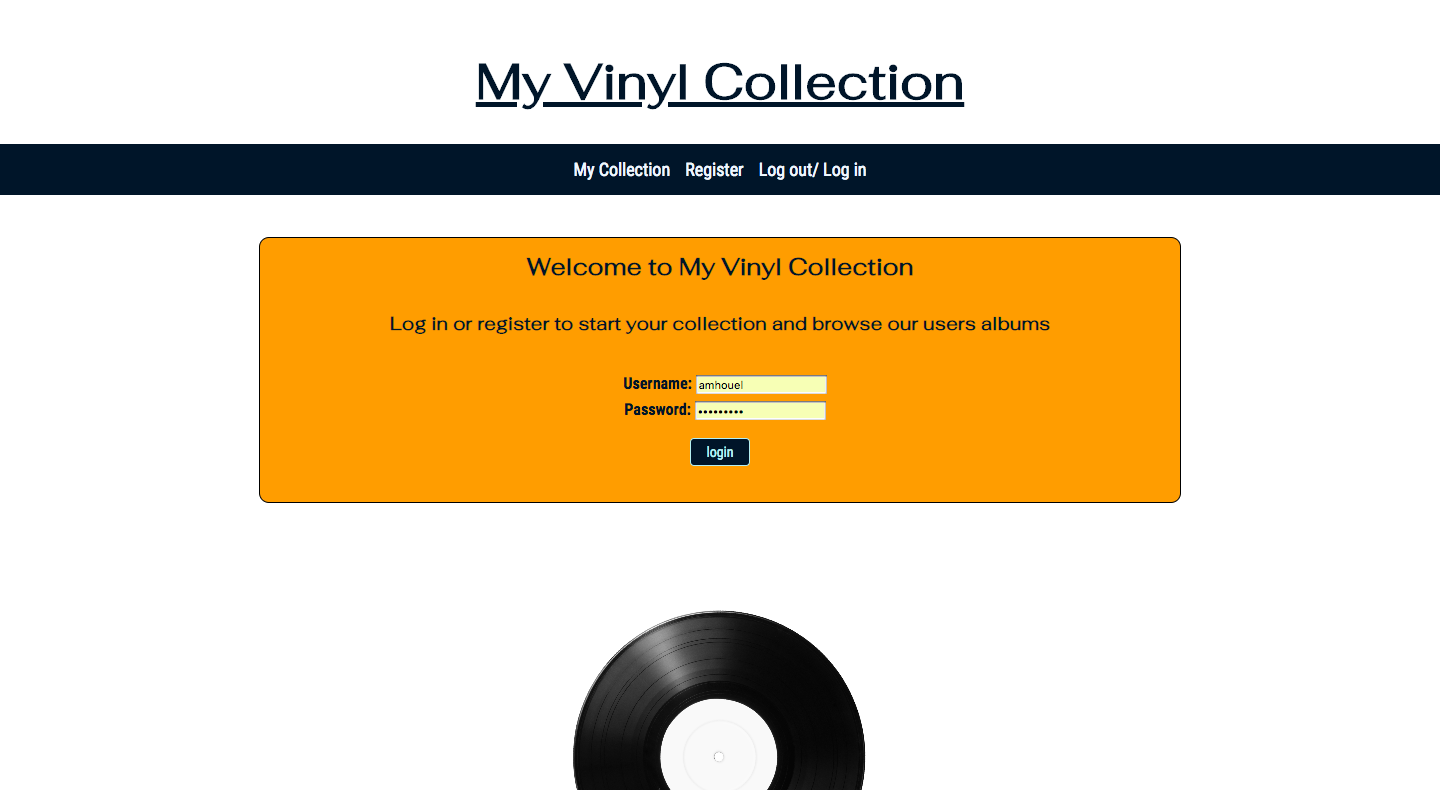 My Vinyl Collection
My Collection Register Log out/ Log in
Welcome to My Vinyl Collection
Log in or register to start your collection and browse our users albums
Username: amhouel
Password: •••••••••
login